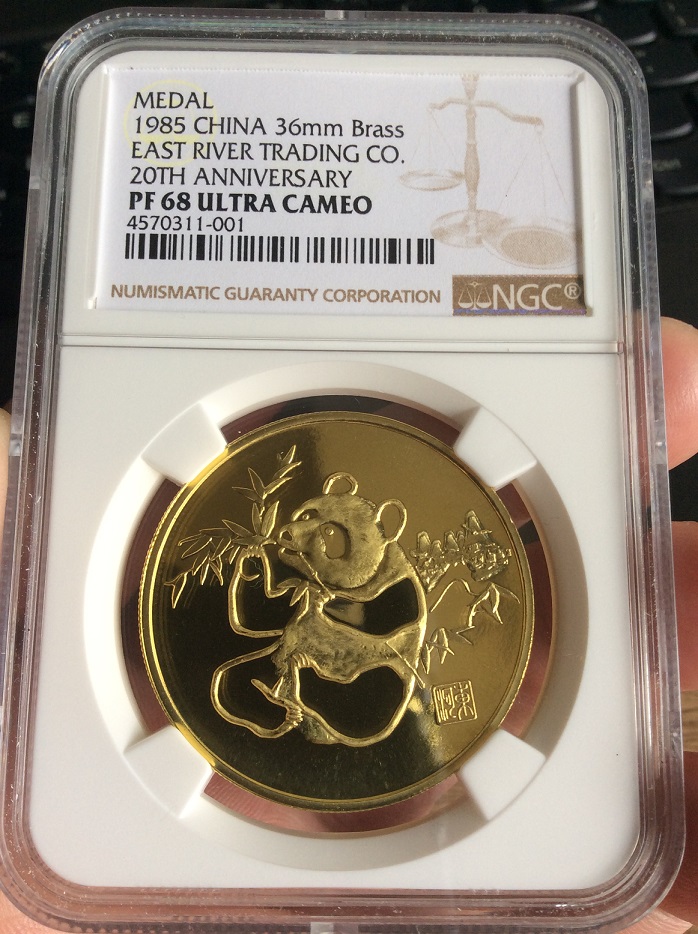 MEDAL
1985 CHINA 36mm Brass
EAST RIVER TRADING CO.
20TH ANNIVERSARY
PF 68 ULTRA CAMEO
4570311-001
NUMISMATIC GUARANTY CORPORATION
NGC®